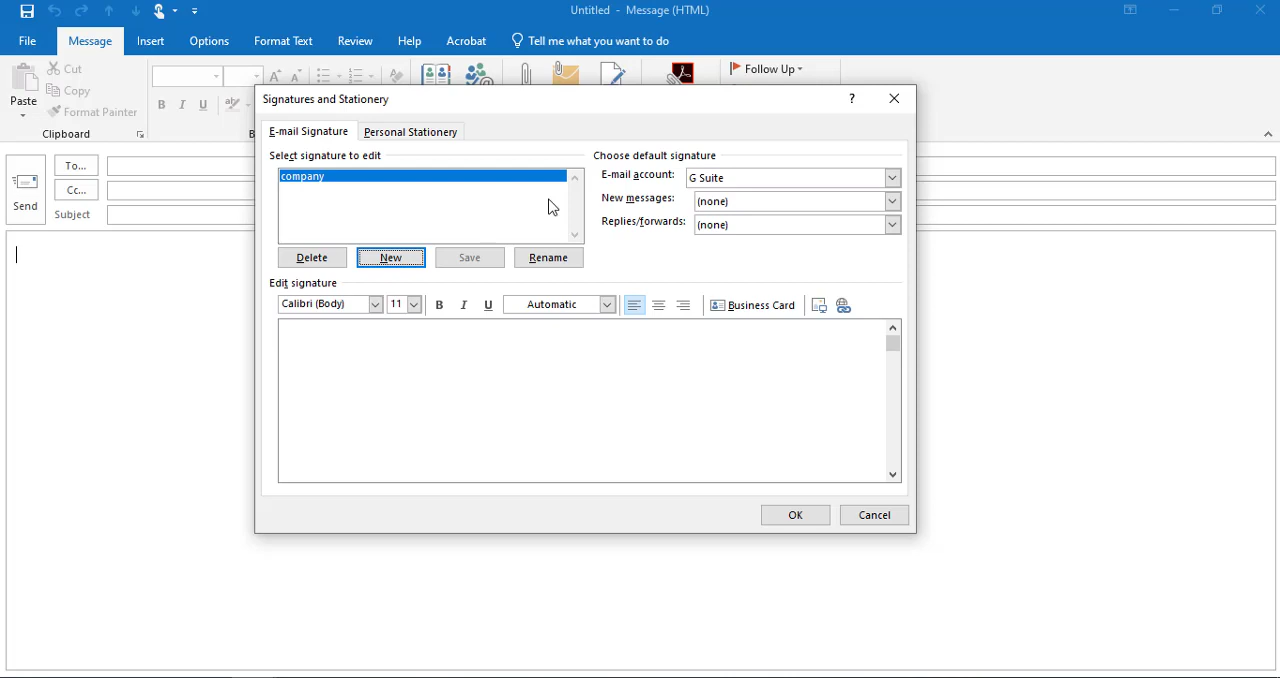 Untitled - Message (HTML)
File Message Insert Options Format Text Review Help Acrobat Tell me what you want to do
Paste
Cut
Copy
Format Painter
Clipboard
B I U ab
Follow Up
Signatures and Stationery
?
E-mail Signature Personal Stationery
Select signature to edit
company
Delete New Save Rename
Choose default signature
E-mail account: G Suite
New messages: (none)
Replies/forwards: (none)
Edit signature
Calibri (Body) 11 B I U Automatic Business Card
OK Cancel
Send
To...
Cc...
Subject